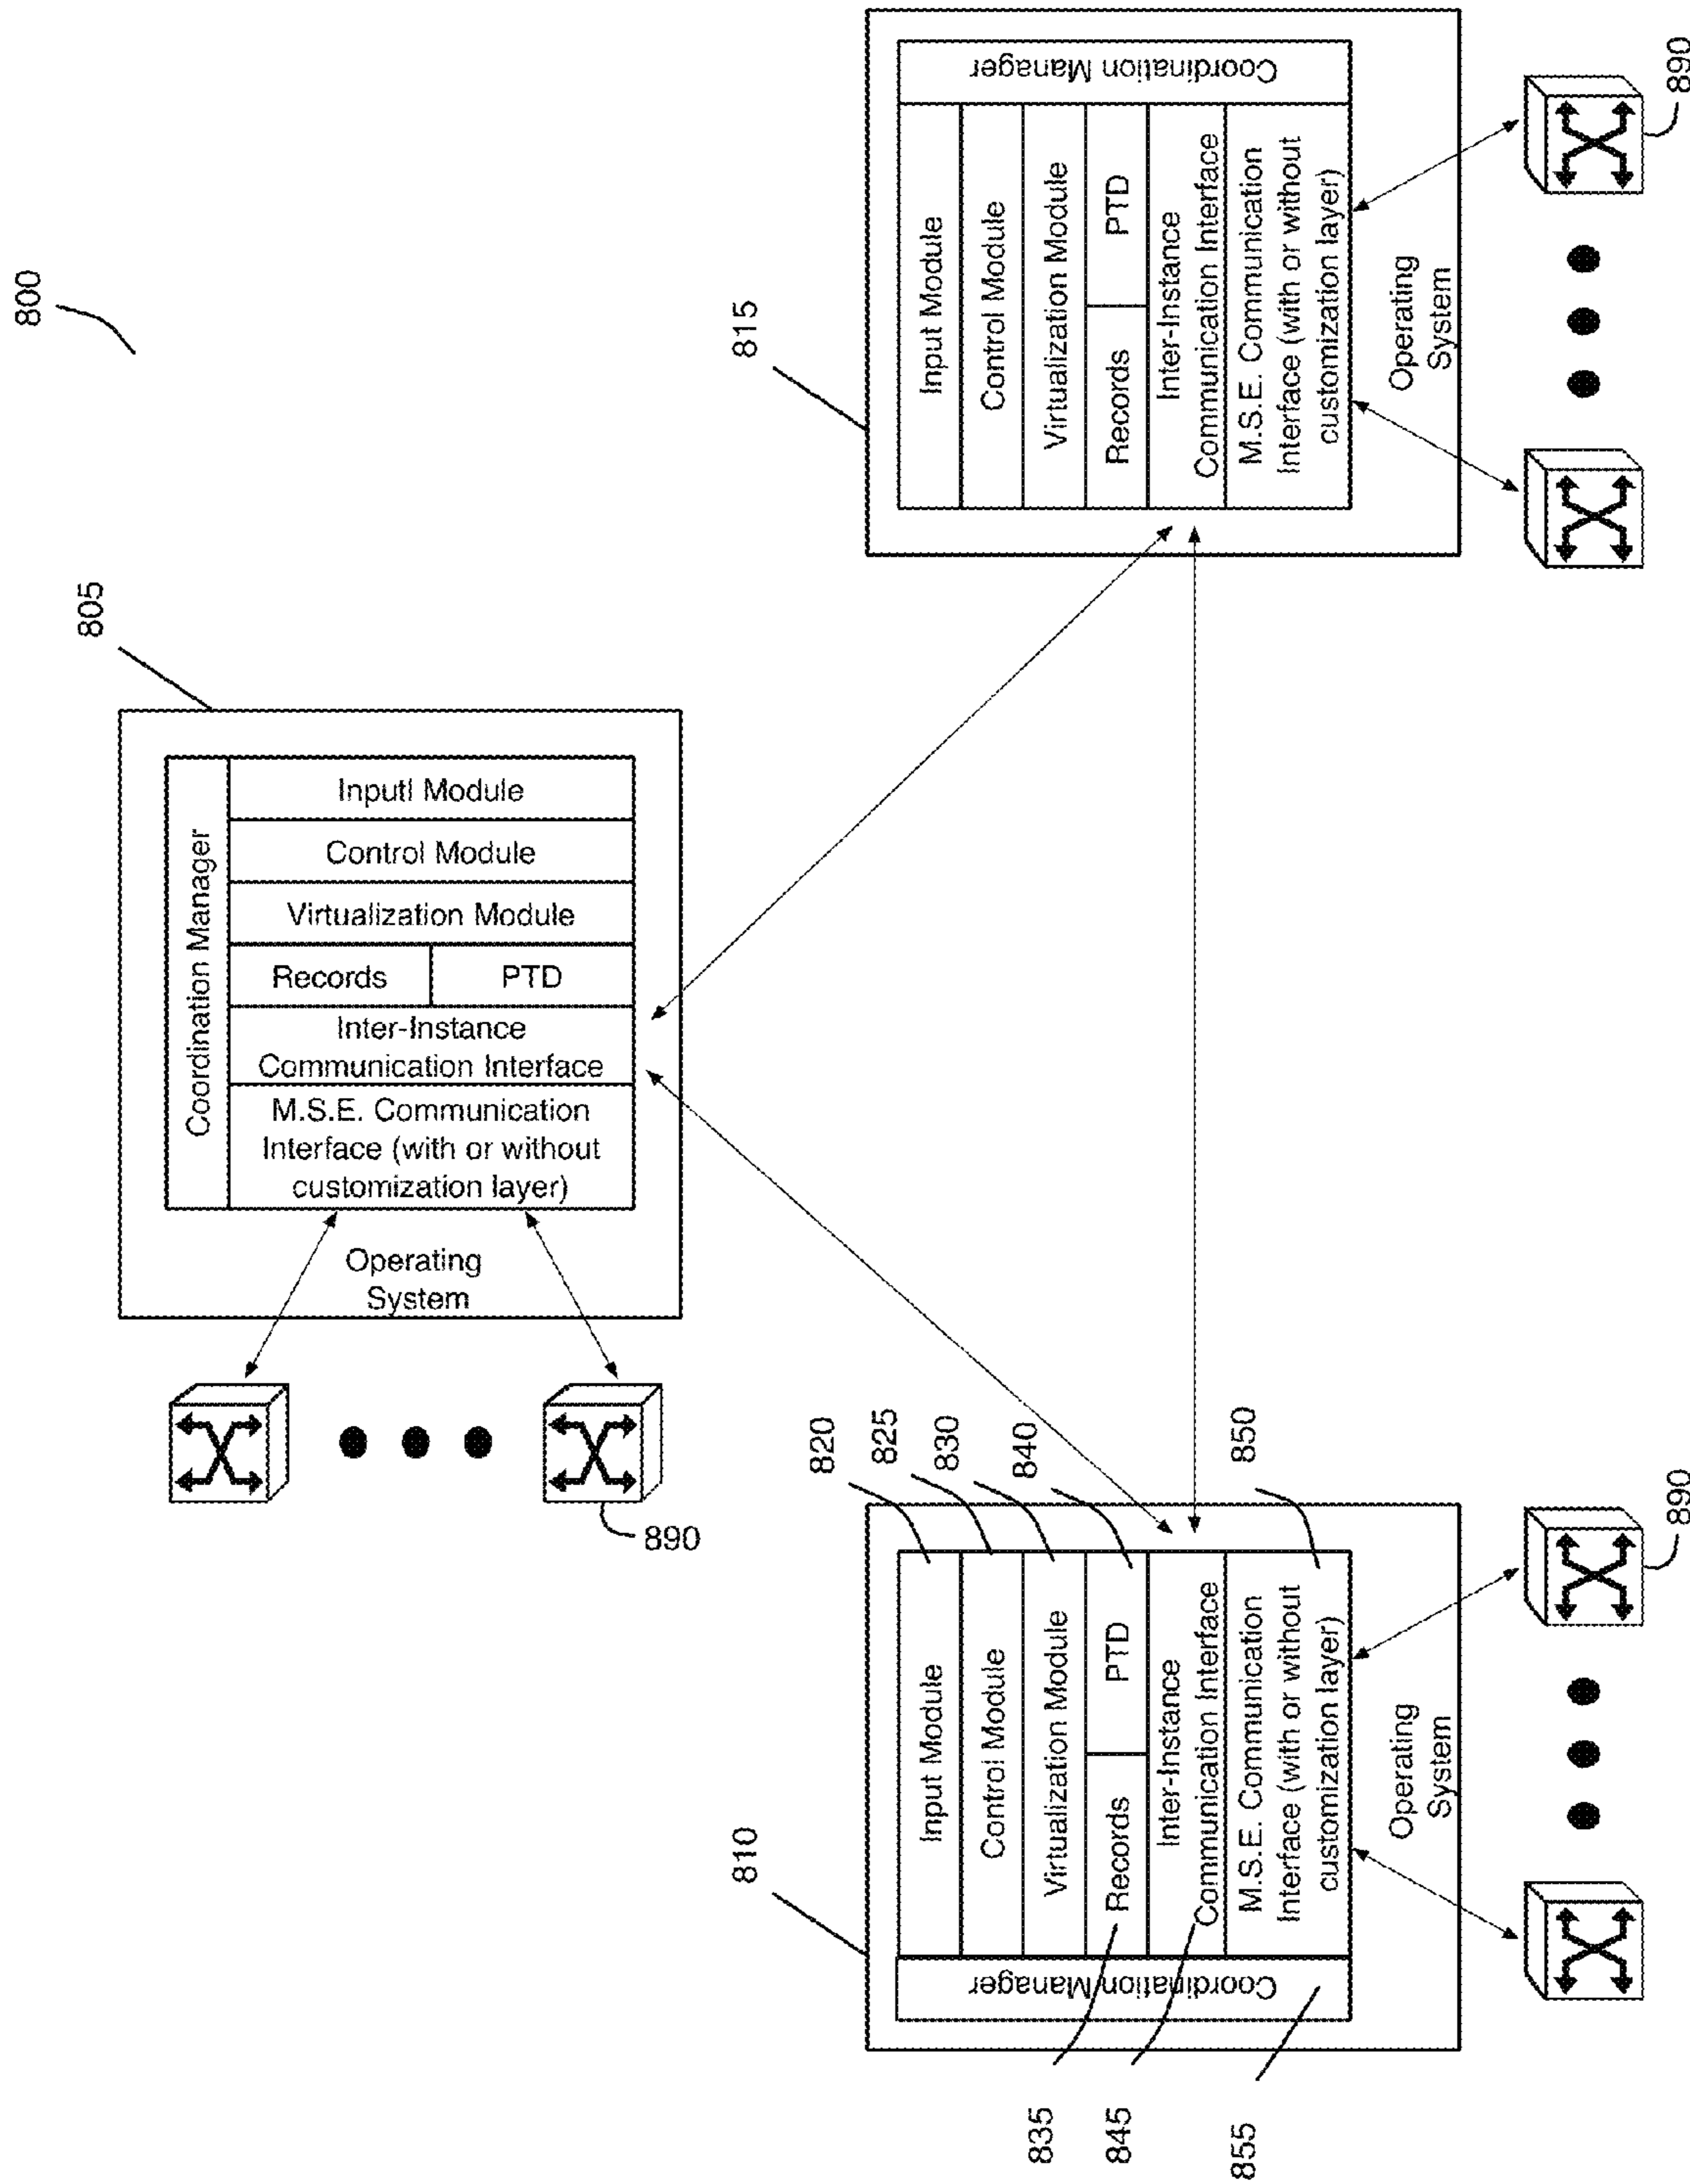 800
805
Coordination Manager
Inputl Module
Control Module
Virtualization Module
Records
PTD
Inter-Instance
Communication Interface
M.S.E. Communication
Interface (with or without
customization layer)
Operating
System
890
810
820
825
830
840
850
Input Module
Control Module
Virtualization Module
Records
PTD
Inter-Instance
Communication Interface
M.S.E. Communication
Interface (with or without
customization layer)
Coordination Manager
Operating
System
835
845
855
890
815
Input Module
Control Module
Virtualization Module
Records
PTD
Inter-Instance
Communication Interface
M.S.E. Communication
Interface (with or without
customization layer)
Coordination Manager
Operating
System
890